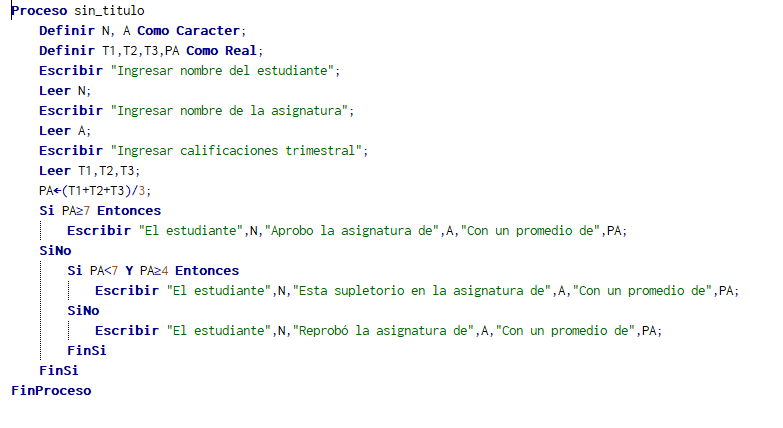 Proceso sin_titulo
Definir N, A Como Caracter;
Definir T1,T2,T3,PA Como Real;
Escribir "Ingresar nombre del estudiante";
Leer N;
Escribir "Ingresar nombre de la asignatura";
Leer A;
Escribir "Ingresar calificaciones trimestral";
Leer T1,T2,T3;
PA←(T1+T2+T3)/3;
Si PA≥7 Entonces
Escribir "El estudiante",N,"Aprobo la asignatura de",A,"Con un promedio de",PA;
SiNo
Si PA<7 Y PA≥4 Entonces
Escribir "El estudiante",N,"Esta supletorio en la asignatura de",A,"Con un promedio de",PA;
SiNo
Escribir "El estudiante",N,"Reprobó la asignatura de",A,"Con un promedio de",PA;
FinSi
FinSi
FinProceso